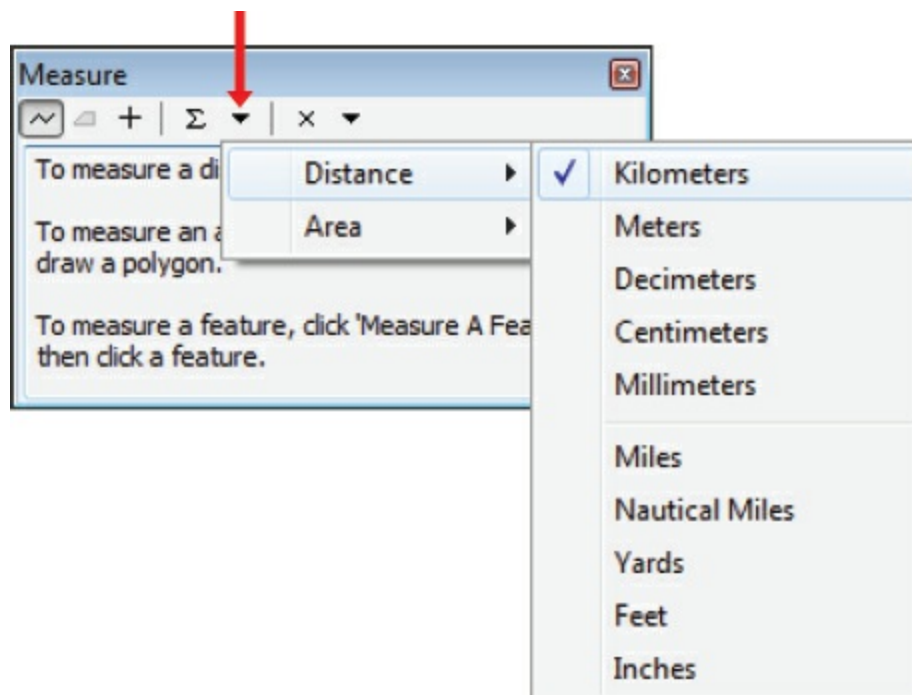 Measure
Σ
To measure a di
To measure an a
draw a polygon.
To measure a feature, click 'Measure A Fea
then click a feature.
Distance
Area
Kilometers
Meters
Decimeters
Centimeters
Millimeters
Miles
Nautical Miles
Yards
Feet
Inches